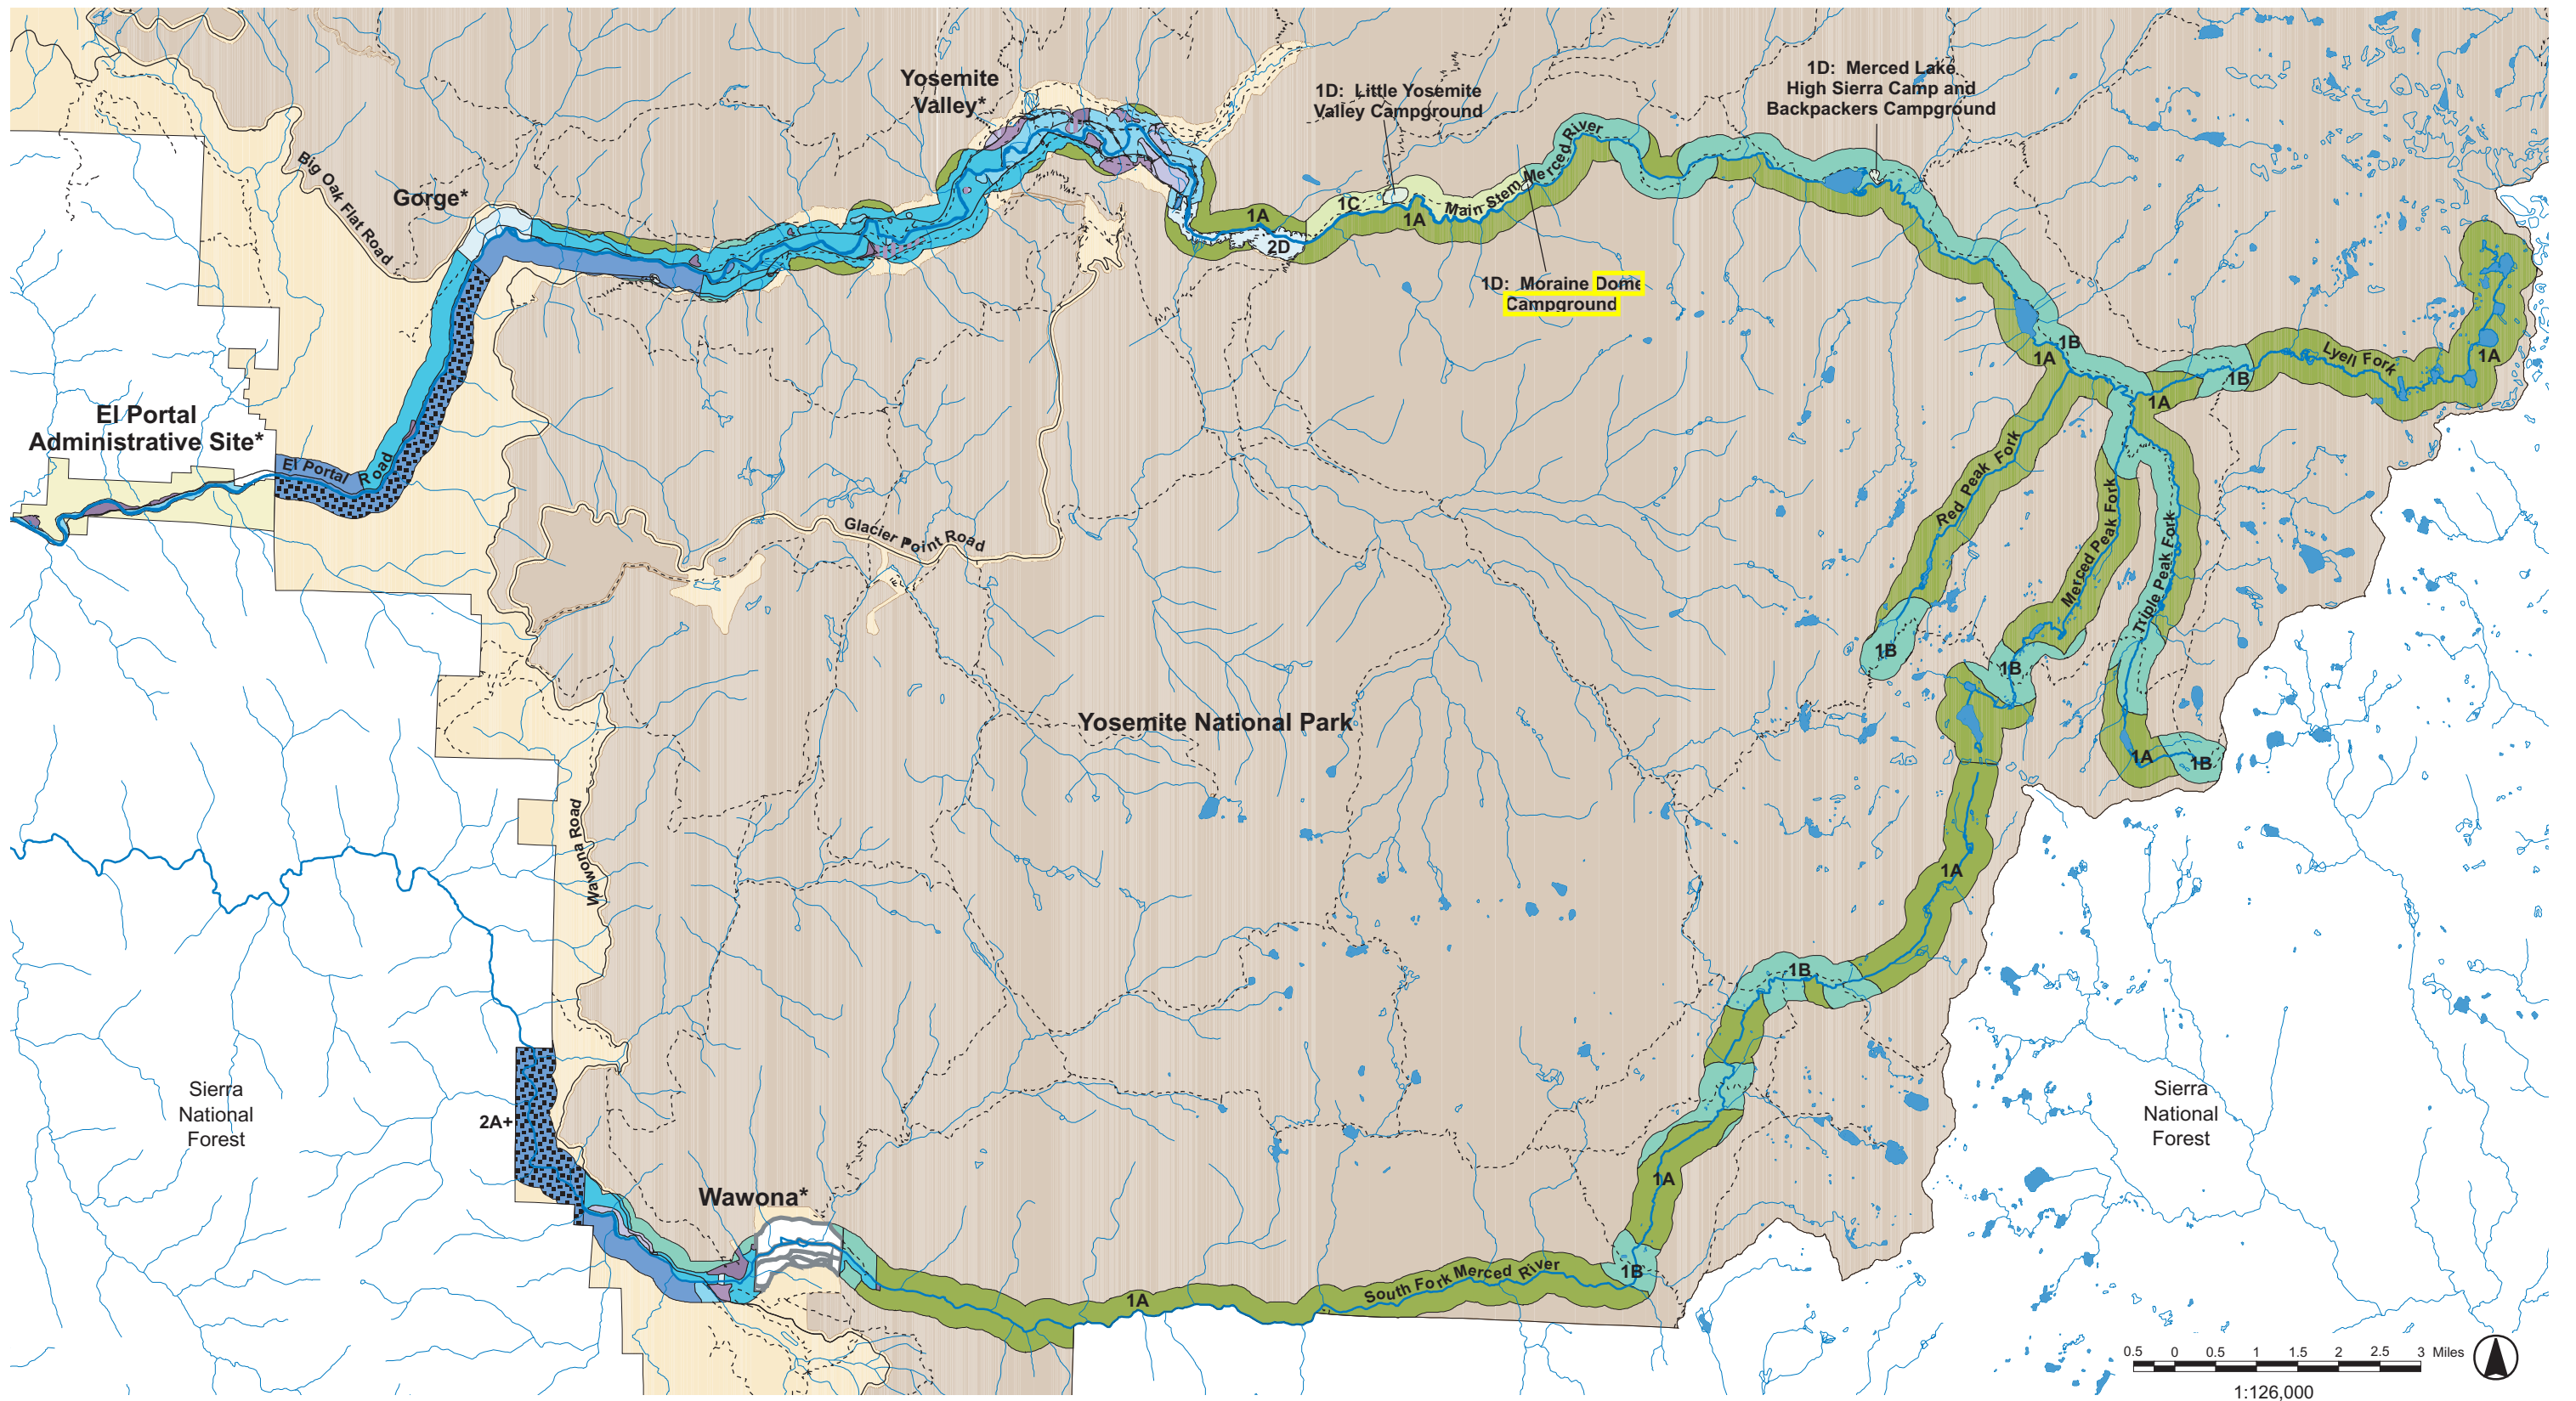 Yosemite
Valley*
1D: Little Yosemite
Valley Campground
1D: Merced Lake
High Sierra Camp and
Backpackers Campground
Big Oak Flat Road
Gorge*
1A
2D
1C
1A
Main Stem Merced River
1D: Moraine Dome
Campground
1B
1A
1A
1B
Lyell Fork
1A
El Portal
Administrative Site*
El Portal Road
Red Peak Fork
Merced Peak Fork
Triple Peak Fork
Glacier Point Road
1B
1B
1A
1B
Yosemite National Park
Wawona Road
1A
1B
Sierra
National
Forest
2A+
Sierra
National
Forest
1A
Wawona*
1B
South Fork Merced River
1A
0.5 0 0.5 1 1.5 2 2.5 3 Miles
1:126,000